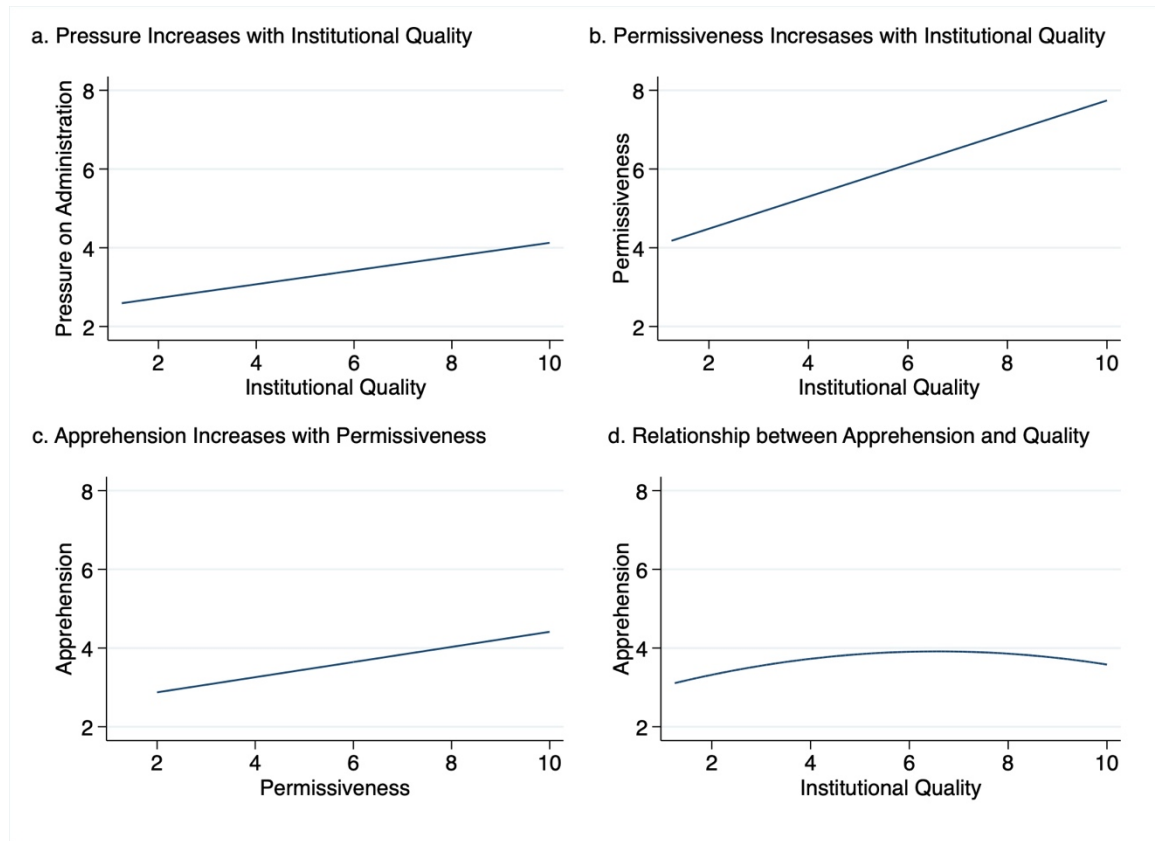 a. Pressure Increases with Institutional Quality
8
6
4
2
Pressure on Administration
2 4 6 8 10
Institutional Quality
b. Permissiveness Incresases with Institutional Quality
8
6
4
2
Permissiveness
2 4 6 8 10
Institutional Quality
c. Apprehension Increases with Permissiveness
8
6
4
2
Apprehension
2 4 6 8 10
Permissiveness
d. Relationship between Apprehension and Quality
8
6
4
2
Apprehension
2 4 6 8 10
Institutional Quality